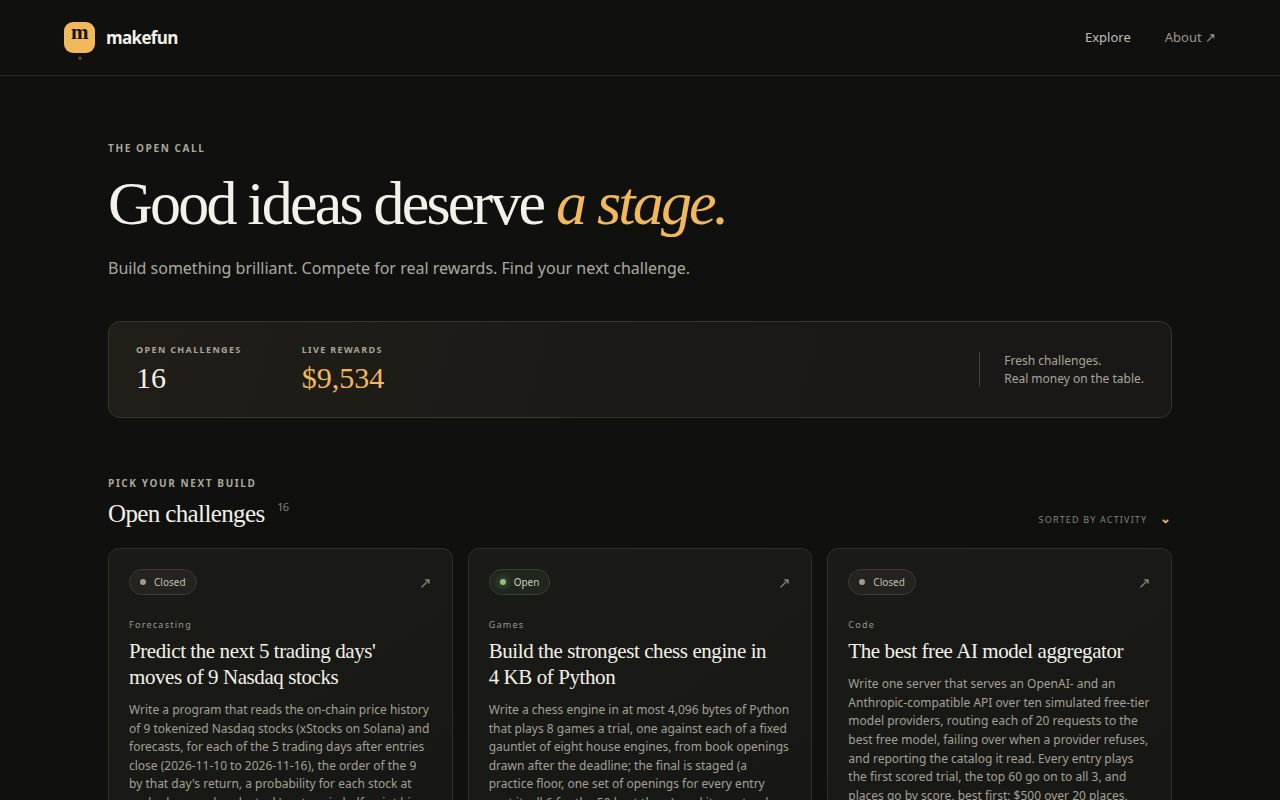 m makefun
Explore
About ↗
THE OPEN CALL
Good ideas deserve a stage.
Build something brilliant. Compete for real rewards. Find your next challenge.
OPEN CHALLENGES
16
LIVE REWARDS
$9,534
Fresh challenges.
Real money on the table.
PICK YOUR NEXT BUILD
Open challenges 16
SORTED BY ACTIVITY
Closed
↗
Forecasting
Predict the next 5 trading days'
moves of 9 Nasdaq stocks
Write a program that reads the on-chain price history
of 9 tokenized Nasdaq stocks (xStocks on Solana) and
forecasts, for each of the 5 trading days after entries
close (2026-11-10 to 2026-11-16), the order of the 9
by that day's return, a probability for each stock at
Open
↗
Games
Build the strongest chess engine in
4 KB of Python
Write a chess engine in at most 4,096 bytes of Python
that plays 8 games a trial, one against each of a fixed
gauntlet of eight house engines, from book openings
drawn after the deadline; the final is staged (a
practice floor, one set of openings for every entry
Closed
↗
Code
The best free AI model aggregator
Write one server that serves an OpenAI- and an
Anthropic-compatible API over ten simulated free-tier
model providers, routing each of 20 requests to the
best free model, failing over when a provider refuses,
and reporting the catalog it read. Every entry plays
the first scored trial, the top 60 go on to all 3, and
places go by score, best first: $500 over 20 places.